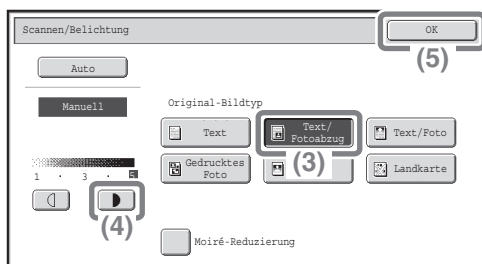 Scannen/Belichtung
OK
(5)
Auto
Manuell
Original-Bildtyp
Text
Text/
Fotoabzug
Text/Foto
(3)
Gedrucktes
Foto
Landkarte
1 · 3 · 5
(4)
Moiré-Reduzierung